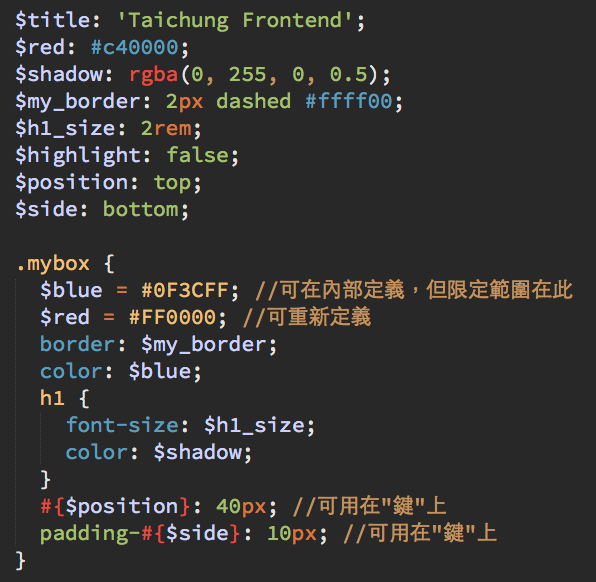 $title: 'Taichung Frontend';
$red: #c40000;
$shadow: rgba(0, 255, 0, 0.5);
$my_border: 2px dashed #ffff00;
$h1_size: 2rem;
$highlight: false;
$position: top;
$side: bottom;

.mybox {
  $blue = #0F3CFF; //可在內部定義，但限定範圍在此
  $red = #FF0000; //可重新定義
  border: $my_border;
  color: $blue;
  h1 {
    font-size: $h1_size;
    color: $shadow;
  }
  #{$position}: 40px; //可用在"鍵"上
  padding-#{$side}: 10px; //可用在"鍵"上
}